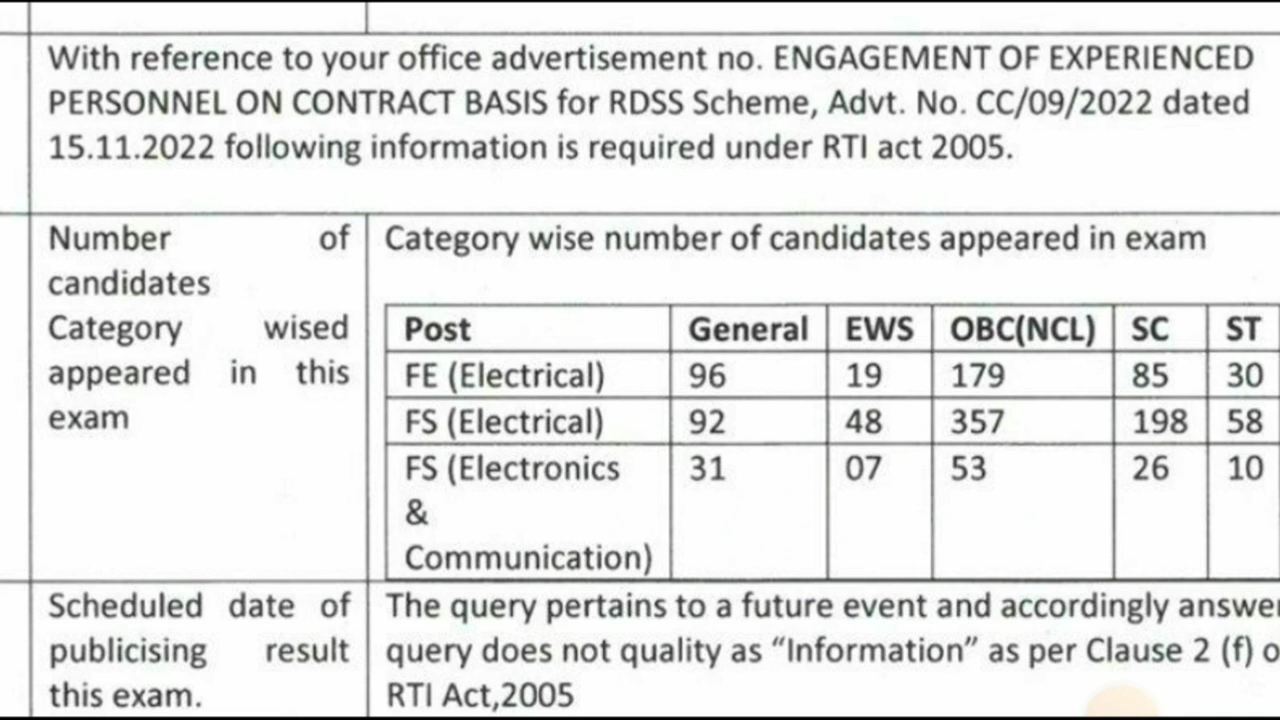 With reference to your office advertisement no. ENGAGEMENT OF EXPERIENCED
PERSONNEL ON CONTRACT BASIS for RDSS Scheme, Advt. No. CC/09/2022 dated
15.11.2022 following information is required under RTI act 2005.
Number of
candidates
Category wised
appeared in this
exam
Category wise number of candidates appeared in exam
Post General EWS OBC(NCL) SC ST
FE (Electrical) 96 19 179 85 30
FS (Electrical) 92 48 357 198 58
FS (Electronics 31 07 53 26 10
&
Communication)
Scheduled date of
publicising result
this exam.
The query pertains to a future event and accordingly answe
query does not quality as “Information” as per Clause 2 (f) o
RTI Act,2005